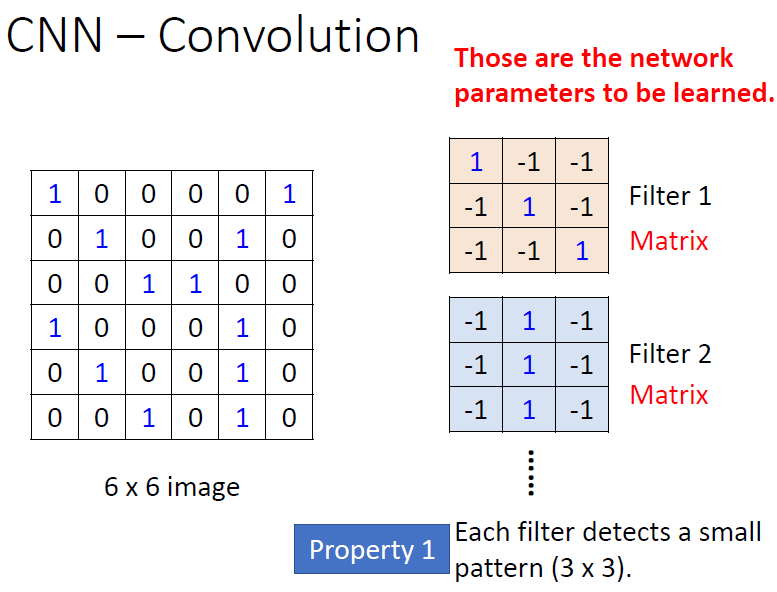 CNN – Convolution
Those are the network
parameters to be learned.
1 0 0 0 0 1
0 1 0 0 1 0
0 0 1 1 0 0
1 0 0 0 1 0
0 1 0 0 1 0
0 0 1 0 1 0
6 x 6 image
1 -1 -1
-1 1 -1
-1 -1 1
Filter 1
Matrix
-1 1 -1
-1 1 -1
-1 1 -1
Filter 2
Matrix
Property 1
Each filter detects a small
pattern (3 x 3).